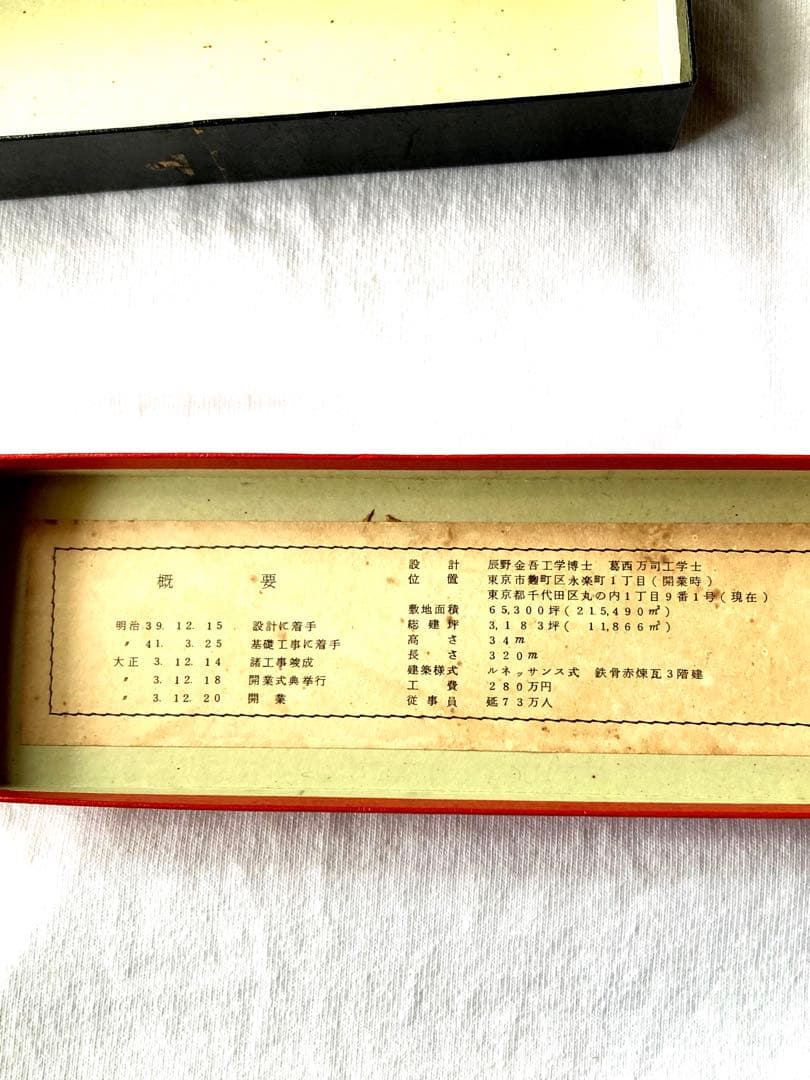 概要
明治39.12.15 設計に着手
〃 41. 3.25 基礎工事に着手
大正 3.12.14 諸工事竣成
〃 3.12.18 開業式典挙行
〃 3.12.20 開業
設計 辰野金吾工学博士 葛西万司工学士
位置 東京市麹町区永楽町1丁目(開業時)
東京都千代田区丸の内1丁目9番1号(現在)
敷地面積 65,300坪(215,490㎡)
総建坪 3,183坪(11,866㎡)
高さ 34m
長さ 320m
建築様式 ルネッサンス式 鉄骨赤煉瓦3階建
工費 280万円
従事員 延73万人